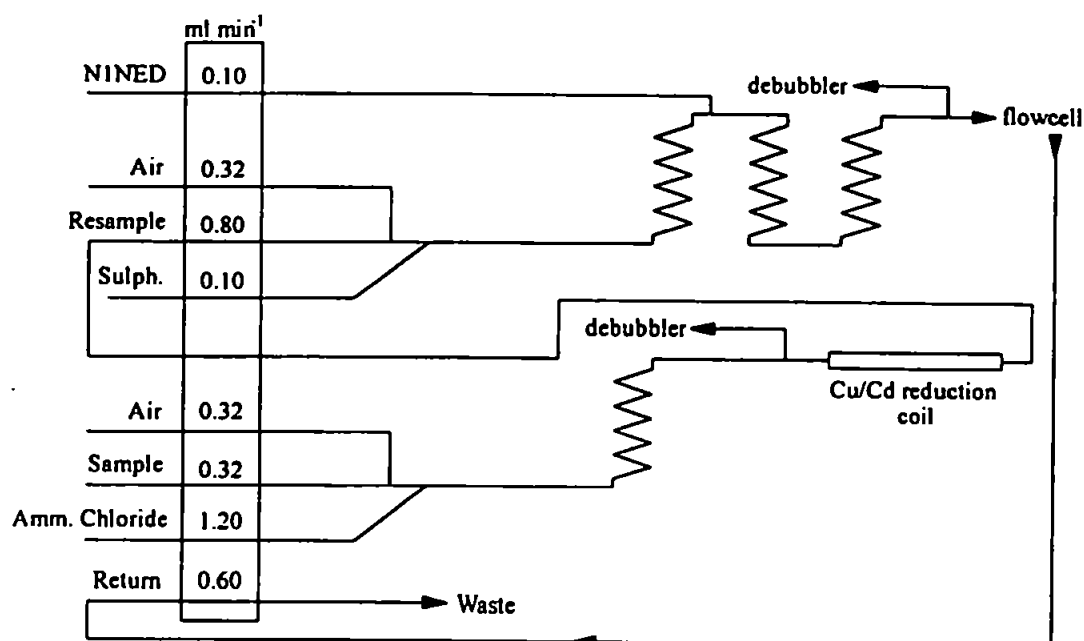 ml min⁻¹
N1NED 0.10
debubbler
flowcell
Air 0.32
Resample 0.80
Sulph. 0.10
debubbler
Cu/Cd reduction
coil
Air 0.32
Sample 0.32
Amm. Chloride 1.20
Return 0.60
Waste